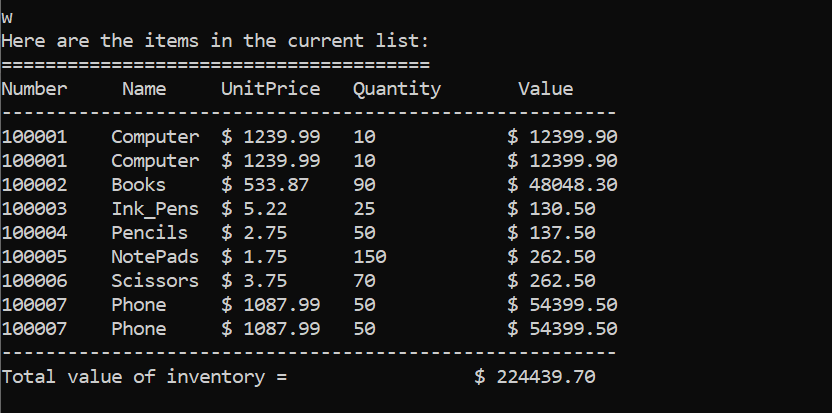 w
Here are the items in the current list:
=======================================
Number     Name     UnitPrice   Quantity       Value
--------------------------------------------------------
100001    Computer  $ 1239.99   10            $ 12399.90
100001    Computer  $ 1239.99   10            $ 12399.90
100002    Books     $ 533.87    90            $ 48048.30
100003    Ink_Pens  $ 5.22      25            $ 130.50
100004    Pencils   $ 2.75      50            $ 137.50
100005    NotePads  $ 1.75      150           $ 262.50
100006    Scissors  $ 3.75      70            $ 262.50
100007    Phone     $ 1087.99   50            $ 54399.50
100007    Phone     $ 1087.99   50            $ 54399.50
--------------------------------------------------------
Total value of inventory =                 $ 224439.70